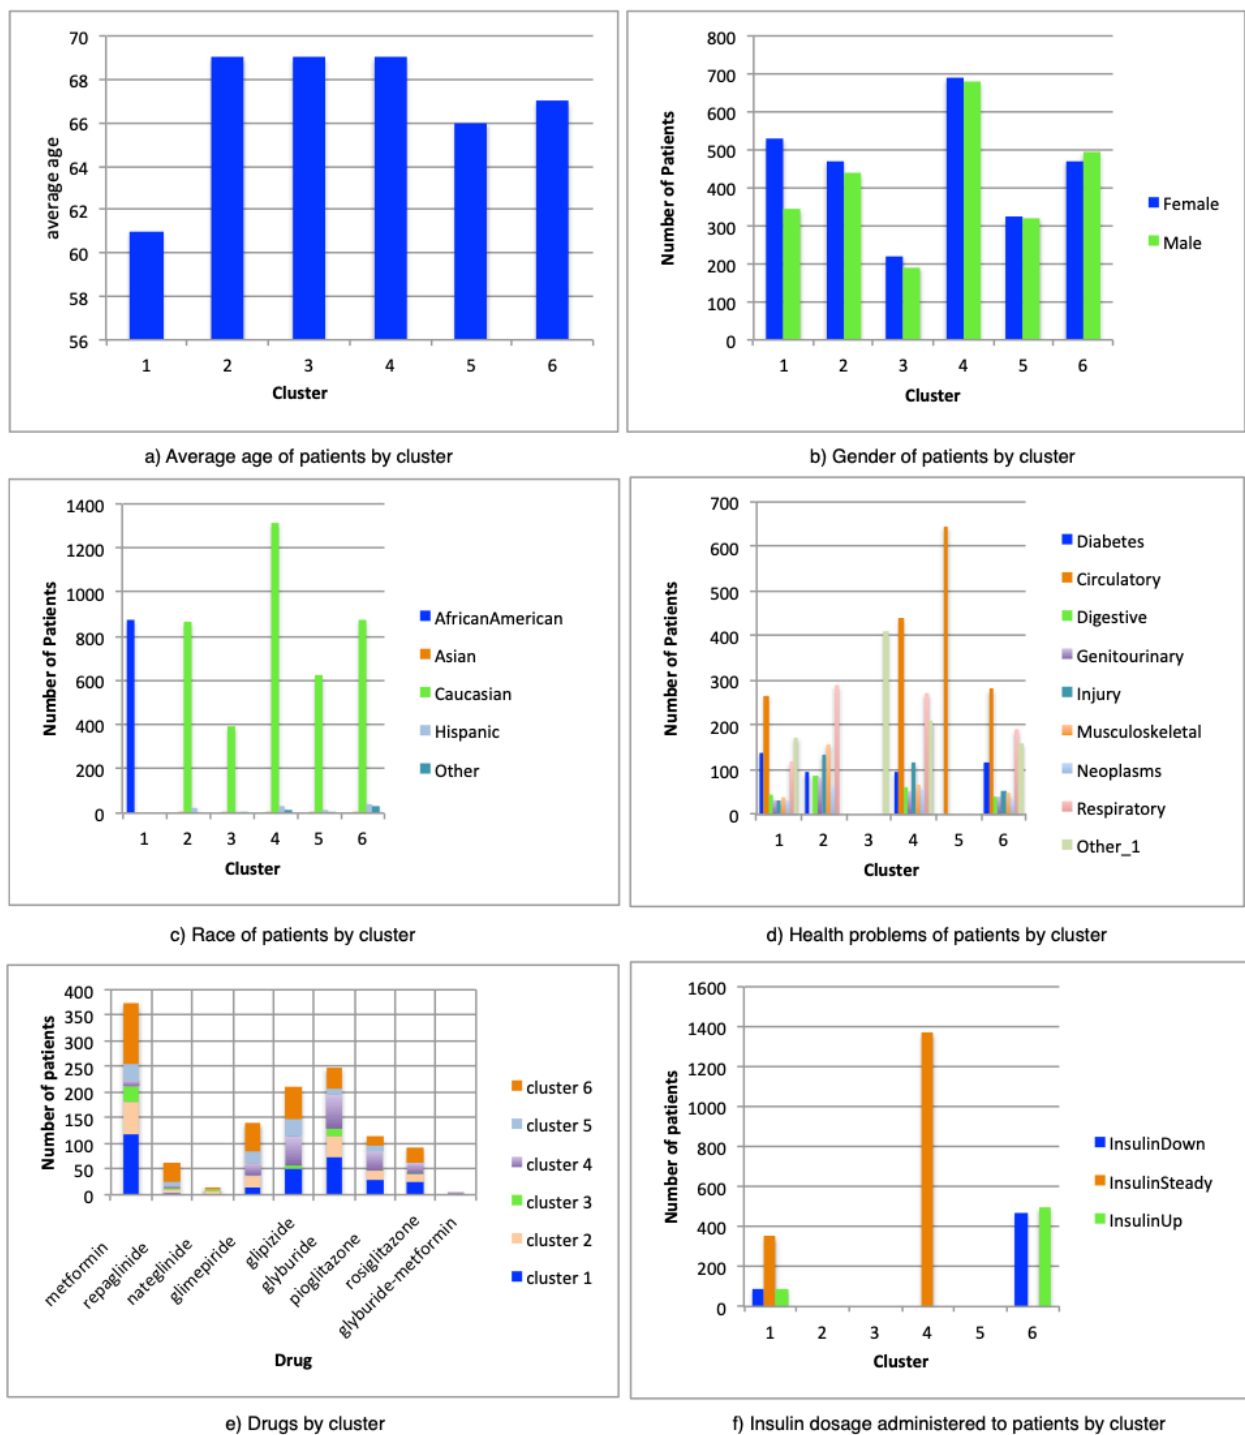 70
68
66
64
62
60
58
56
average age
1 2 3 4 5 6
Cluster
a) Average age of patients by cluster
800
700
600
500
400
300
200
100
0
Number of Patients
1 2 3 4 5 6
Cluster
Female
Male
b) Gender of patients by cluster
1400
1200
1000
800
600
400
200
0
Number of Patients
1 2 3 4 5 6
Cluster
AfricanAmerican
Asian
Caucasian
Hispanic
Other
c) Race of patients by cluster
700
600
500
400
300
200
100
0
Number of Patients
1 2 3 4 5 6
Cluster
Diabetes
Circulatory
Digestive
Genitourinary
Injury
Musculoskeletal
Neoplasms
Respiratory
Other_1
d) Health problems of patients by cluster
400
350
300
250
200
150
100
50
0
Number of patients
metformin
repaglinide
nateglinide
glimepiride
glipizide
glyburide
pioglitazone
rosiglitazone
glyburide-metformin
Drug
cluster 6
cluster 5
cluster 4
cluster 3
cluster 2
cluster 1
e) Drugs by cluster
1600
1400
1200
1000
800
600
400
200
0
Number of patients
1 2 3 4 5 6
Cluster
InsulinDown
InsulinSteady
InsulinUp
f) Insulin dosage administered to patients by cluster